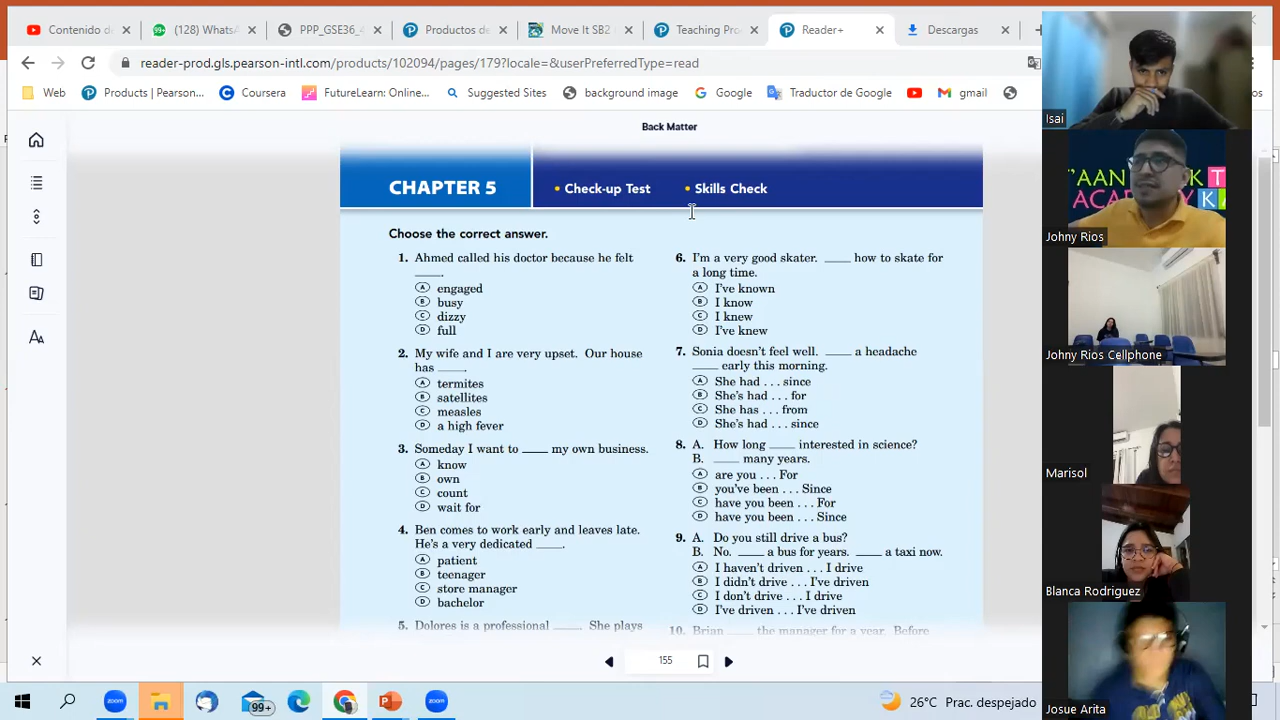 Contenido d
(128) WhatsA
PPP_GSE36_4
Productos de
Move It SB2
Teaching Pro
Reader+
Descargas
reader-prod.gls.pearson-intl.com/products/102094/pages/179?locale=&userPreferredType=read
Web
Products | Pearson...
Coursera
FutureLearn: Online...
Suggested Sites
background image
Google
Traductor de Google
gmail
Back Matter
CHAPTER 5
• Check-up Test
• Skills Check
Choose the correct answer.
1. Ahmed called his doctor because he felt
____.
A engaged
B busy
C dizzy
D full
2. My wife and I are very upset. Our house
has ____.
A termites
B satellites
C measles
D a high fever
3. Someday I want to ____ my own business.
A know
B own
C count
D wait for
4. Ben comes to work early and leaves late.
He's a very dedicated ____.
A patient
B teenager
C store manager
D bachelor
5. Dolores is a professional ____. She plays
6. I'm a very good skater. ____ how to skate for
a long time.
A I've known
B I know
C I knew
D I've knew
7. Sonia doesn't feel well. ____ a headache
____ early this morning.
A She had . . . since
B She's had . . . for
C She has . . . from
D She's had . . . since
8. A. How long ____ interested in science?
B. ____ many years.
A are you . . . For
B you've been . . . Since
C have you been . . . For
D have you been . . . Since
9. A. Do you still drive a bus?
B. No. ____ a bus for years. ____ a taxi now.
A I haven't driven . . . I drive
B I didn't drive . . . I've driven
C I don't drive . . . I drive
D I've driven . . . I've driven
10. Brian ____ the manager for a year. Before
155
Isai
Johny Rios
Johny Rios Cellphone
Marisol
Blanca Rodriguez
Josue Arita
zoom
99+
zoom
26°C Prac. despejado